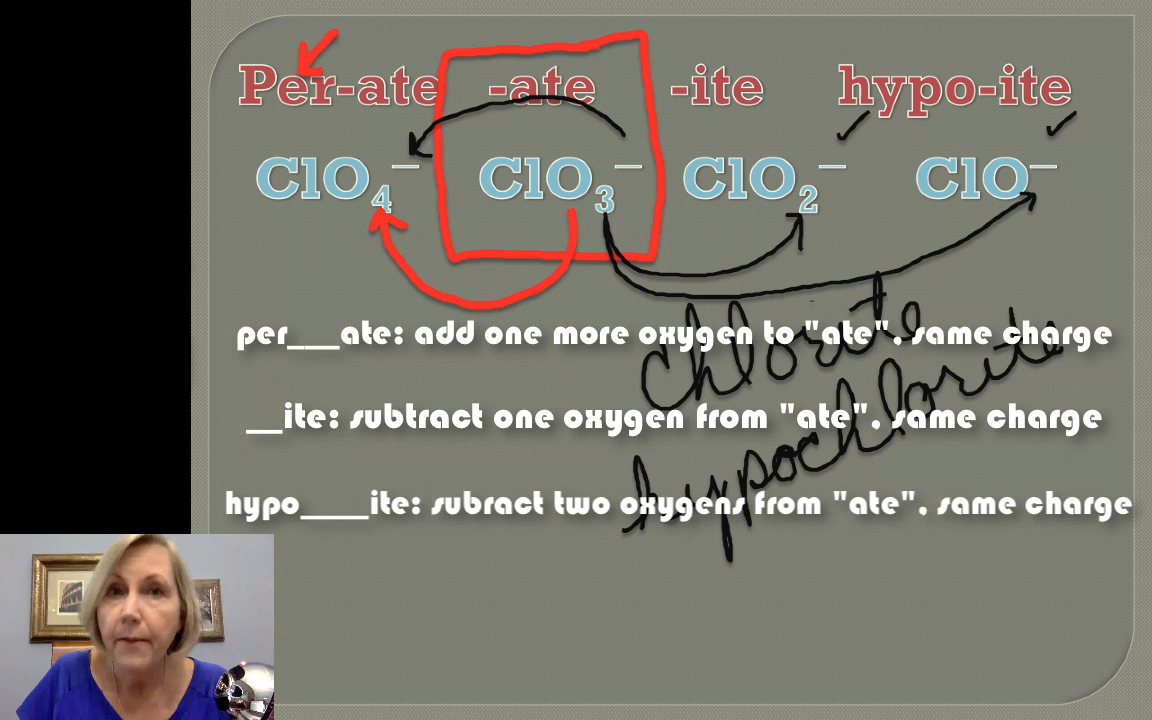 Per-ate -ate -ite hypo-ite
ClO₄⁻ ClO₃⁻ ClO₂⁻ ClO⁻
per___ate: add one more oxygen to "ate", same charge
chlorite
__ite: subtract one oxygen from "ate", same charge
hypochlorite
hypo____ite: subract two oxygens from "ate", same charge